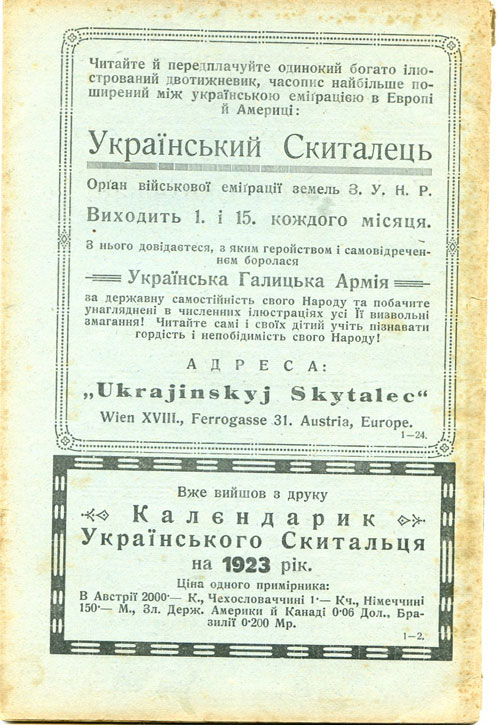 Читайте й передплачуйте одинокий богато ілю-
стрований двотижневик, часопис найбільше по-
ширений між українською еміґрацією в Европі
й Америці:
Український Скиталець
Орґан військової еміґрації земель З. У. Н. Р.
Виходить 1. і 15. кождого місяця.
З нього довідаєтеся, з яким геройством і самовідречен-
нєм боролася
Українська Галицька Армія
за державну самостійність свого Народу та побачите
унагляднені в численних ілюстраціях усі Її визвольні
змагання! Читайте самі і своїх дітий учіть пізнавати
гордість і непобідимість свого Народу!
АДРЕСА:
„Ukrajinskyj Skytalec“
Wien XVIII., Ferrogasse 31. Austria, Europe.
1—24.
Вже вийшов з друку
Калєндарик
Українського Скитальця
на 1923 рік.
Ціна одного примірника:
В Австрії 2000·— К., Чехословаччині 1·— Кч., Німеччині
150·— М., Зл. Держ. Америки й Канаді 0·06 Дол., Бра-
зилії 0·200 Мр.
1—2.